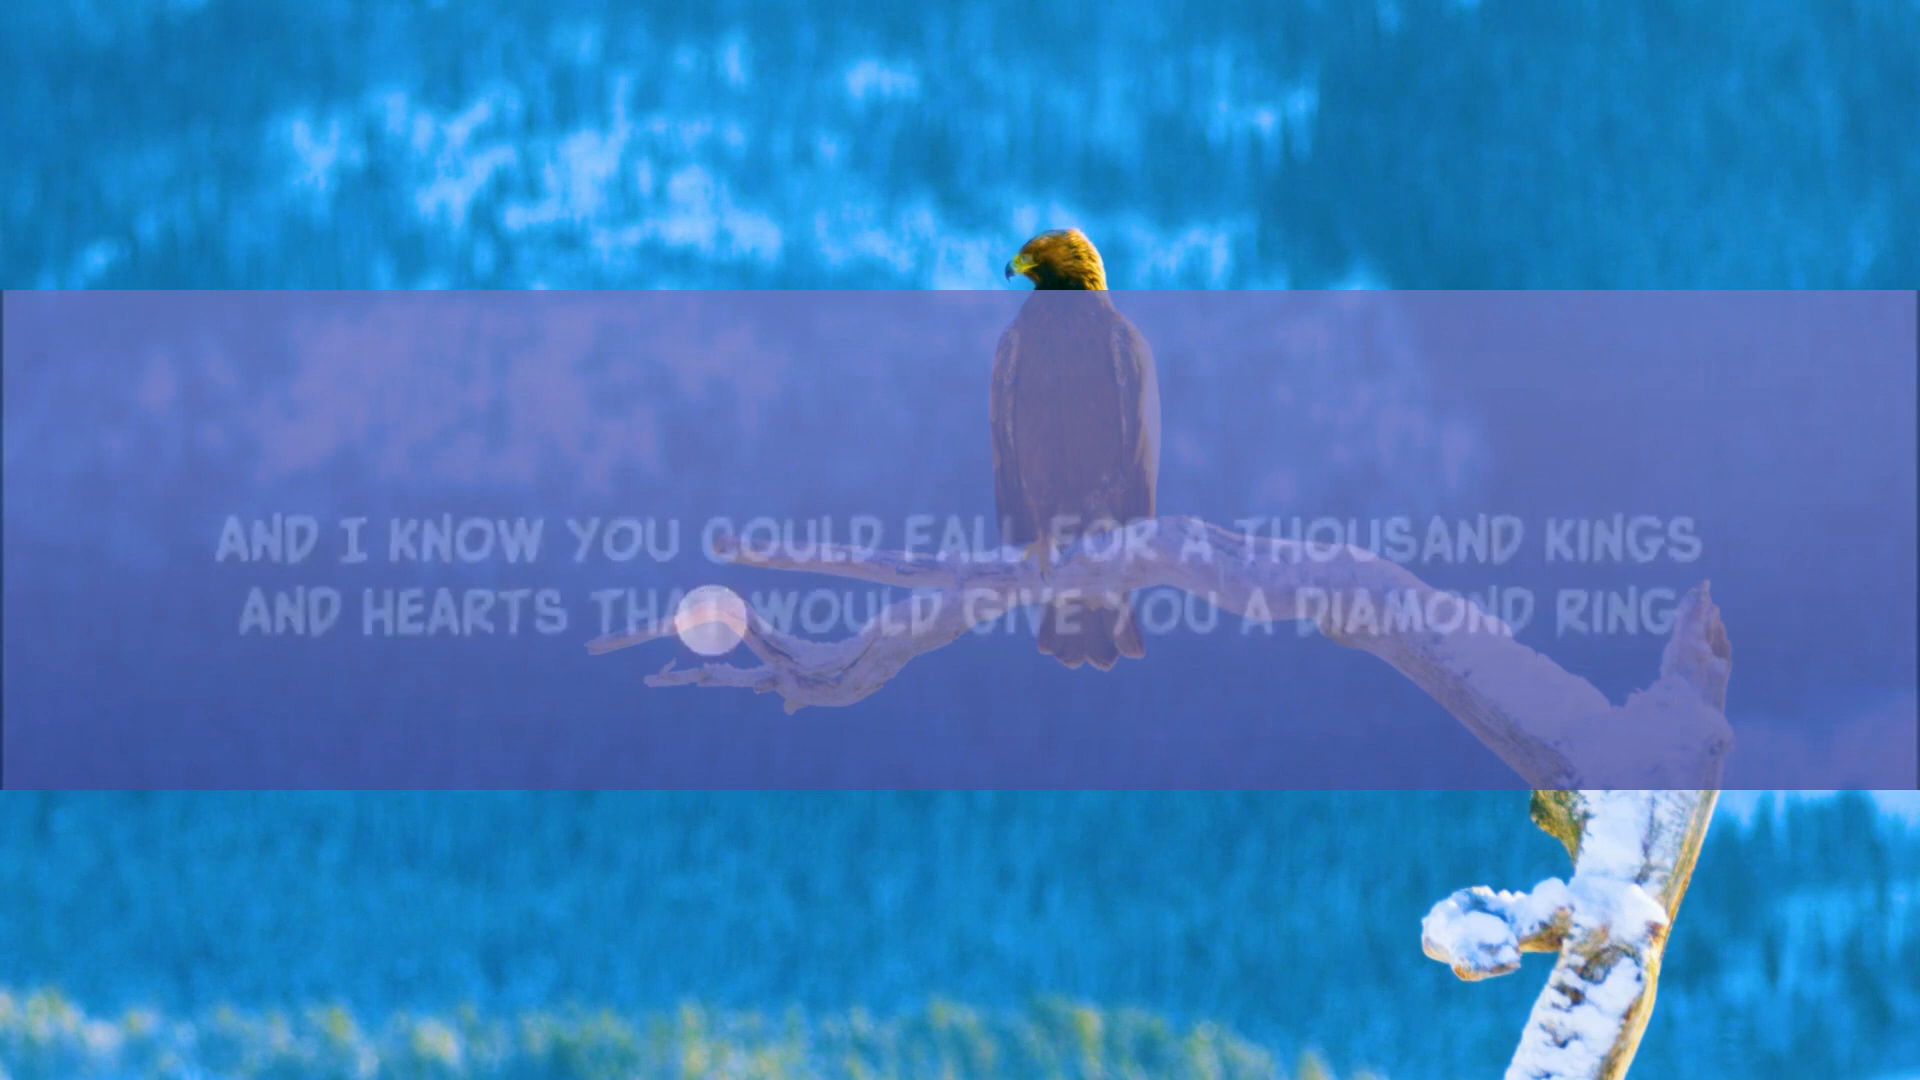 AND I KNOW YOU COULD FALL FOR A THOUSAND KINGS
AND HEARTS THAT WOULD GIVE YOU A DIAMOND RING